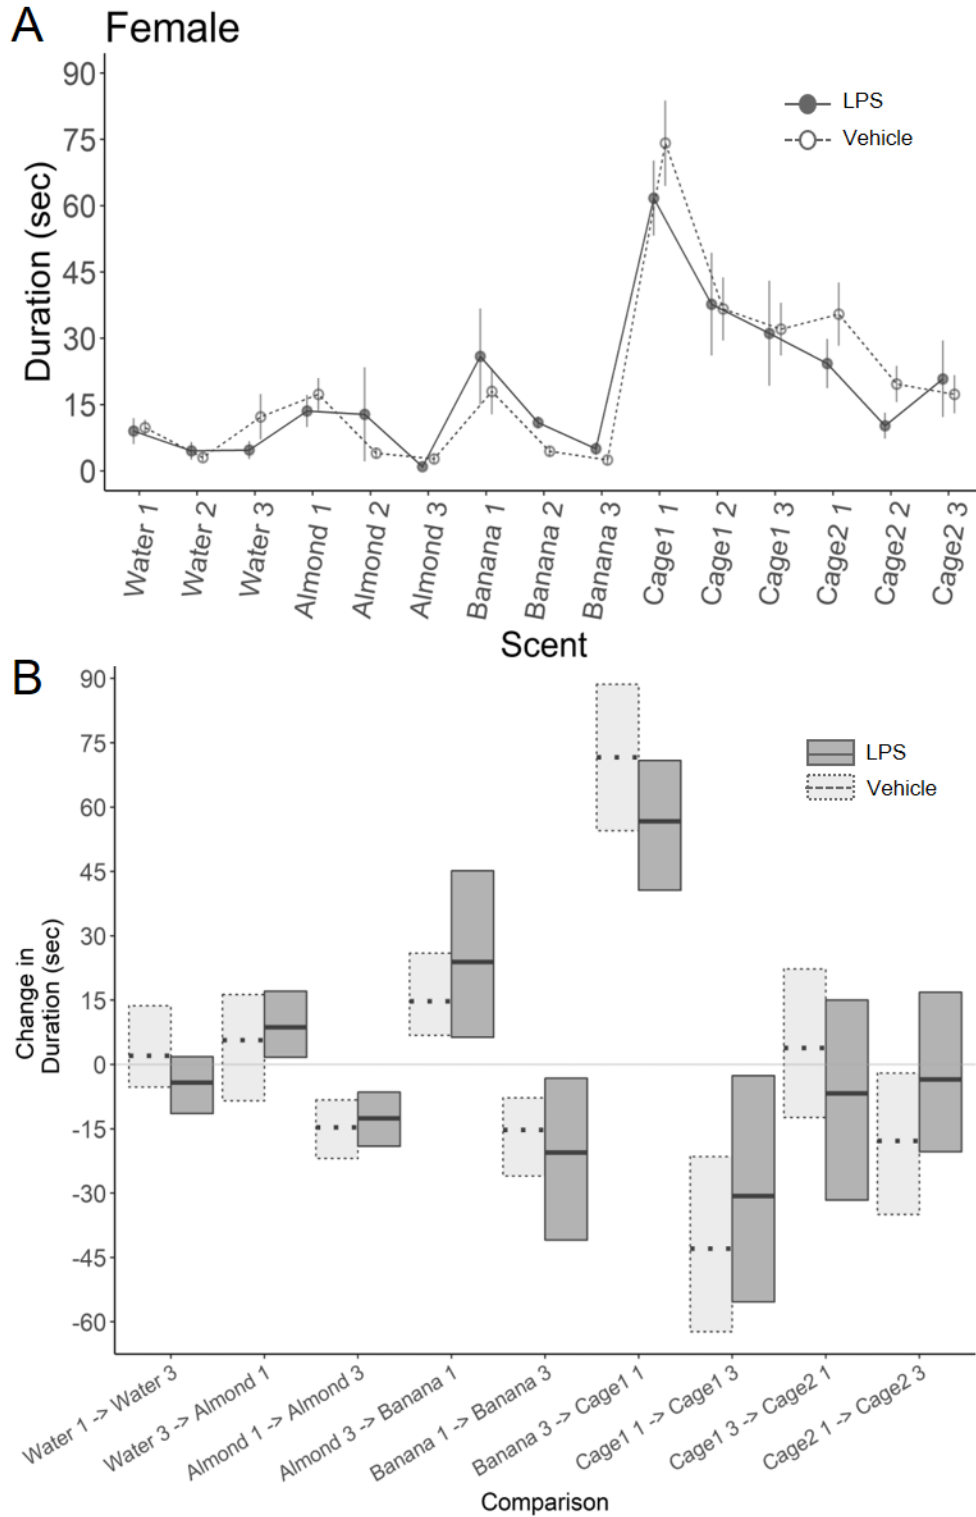 A Female
90
75
60
45
30
15
0
Duration (sec)
LPS
Vehicle
Water 1
Water 2
Water 3
Almond 1
Almond 2
Almond 3
Banana 1
Banana 2
Banana 3
Cage1 1
Cage1 2
Cage1 3
Cage2 1
Cage2 2
Cage2 3
Scent
B
90
75
60
45
30
15
0
-15
-30
-45
-60
Change in
Duration (sec)
LPS
Vehicle
Water 1 -> Water 3
Water 3 -> Almond 1
Almond 1 -> Almond 3
Almond 3 -> Banana 1
Banana 1 -> Banana 3
Banana 3 -> Cage1 1
Cage1 1 -> Cage1 3
Cage1 3 -> Cage2 1
Cage2 1 -> Cage2 3
Comparison